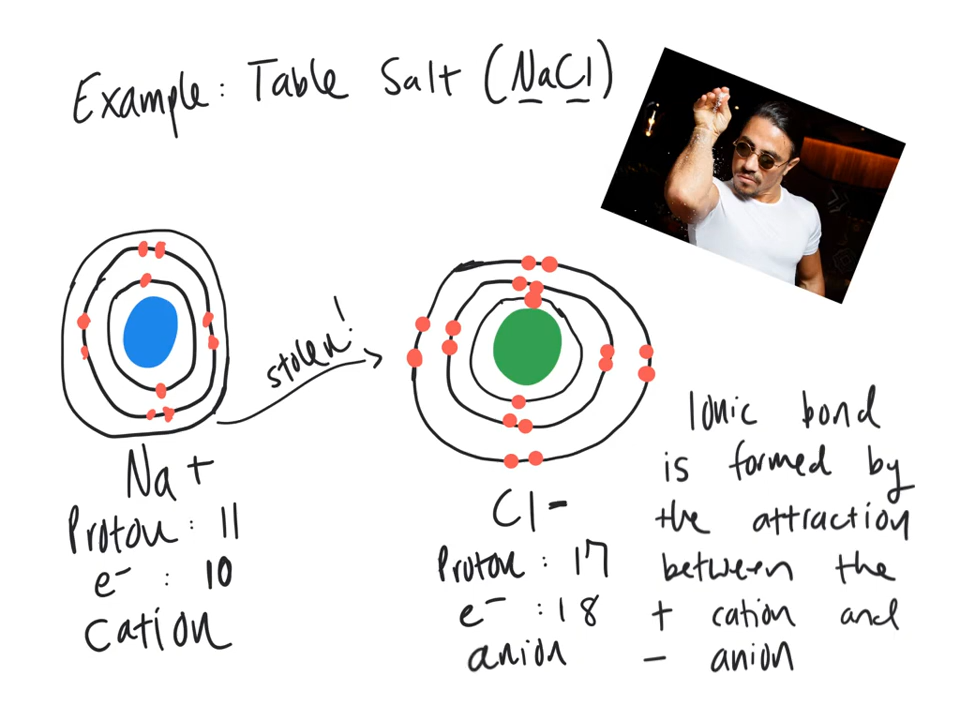 Example: Table Salt (NaCl)
stolen!
Na +
Proton : 11
e⁻ : 10
cation
Cl -
Proton : 17
e⁻ : 18
anion
Ionic bond
is formed by
the attraction
between the
+ cation and
- anion